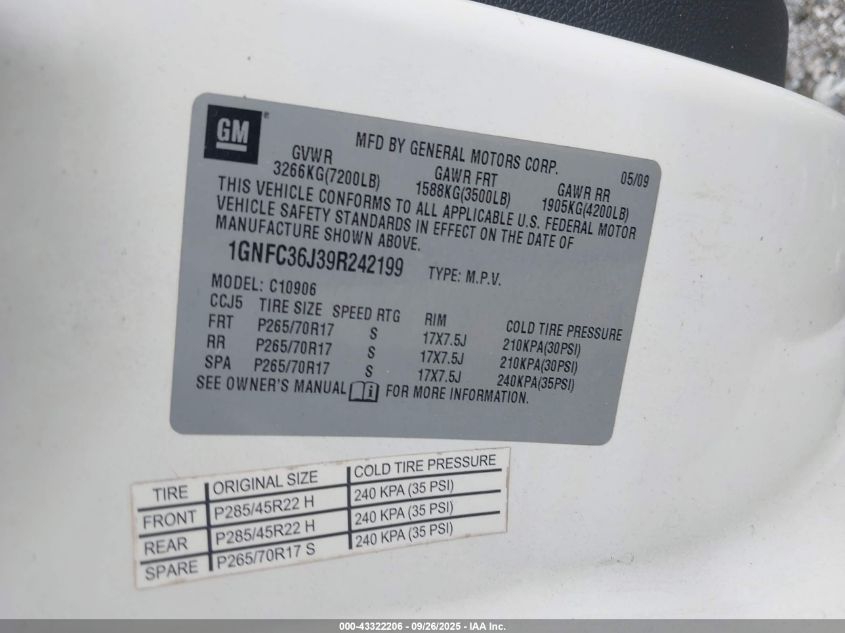 GM®
MFD BY GENERAL MOTORS CORP. 05/09
GVWR GAWR FRT GAWR RR
3266KG(7200LB) 1588KG(3500LB) 1905KG(4200LB)
THIS VEHICLE CONFORMS TO ALL APPLICABLE U.S. FEDERAL MOTOR
VEHICLE SAFETY STANDARDS IN EFFECT ON THE DATE OF
MANUFACTURE SHOWN ABOVE.
1GNFC36J39R242199 TYPE: M.P.V.
MODEL: C10906
CCJ5 TIRE SIZE SPEED RTG RIM COLD TIRE PRESSURE
FRT P265/70R17 S 17X7.5J 210KPA(30PSI)
RR P265/70R17 S 17X7.5J 210KPA(30PSI)
SPA P265/70R17 S 17X7.5J 240KPA(35PSI)
SEE OWNER'S MANUAL i FOR MORE INFORMATION.
TIRE ORIGINAL SIZE COLD TIRE PRESSURE
FRONT P285/45R22 H 240 KPA (35 PSI)
REAR P285/45R22 H 240 KPA (35 PSI)
SPARE P265/70R17 S 240 KPA (35 PSI)
000-43322206 - 09/26/2025 - IAA Inc.